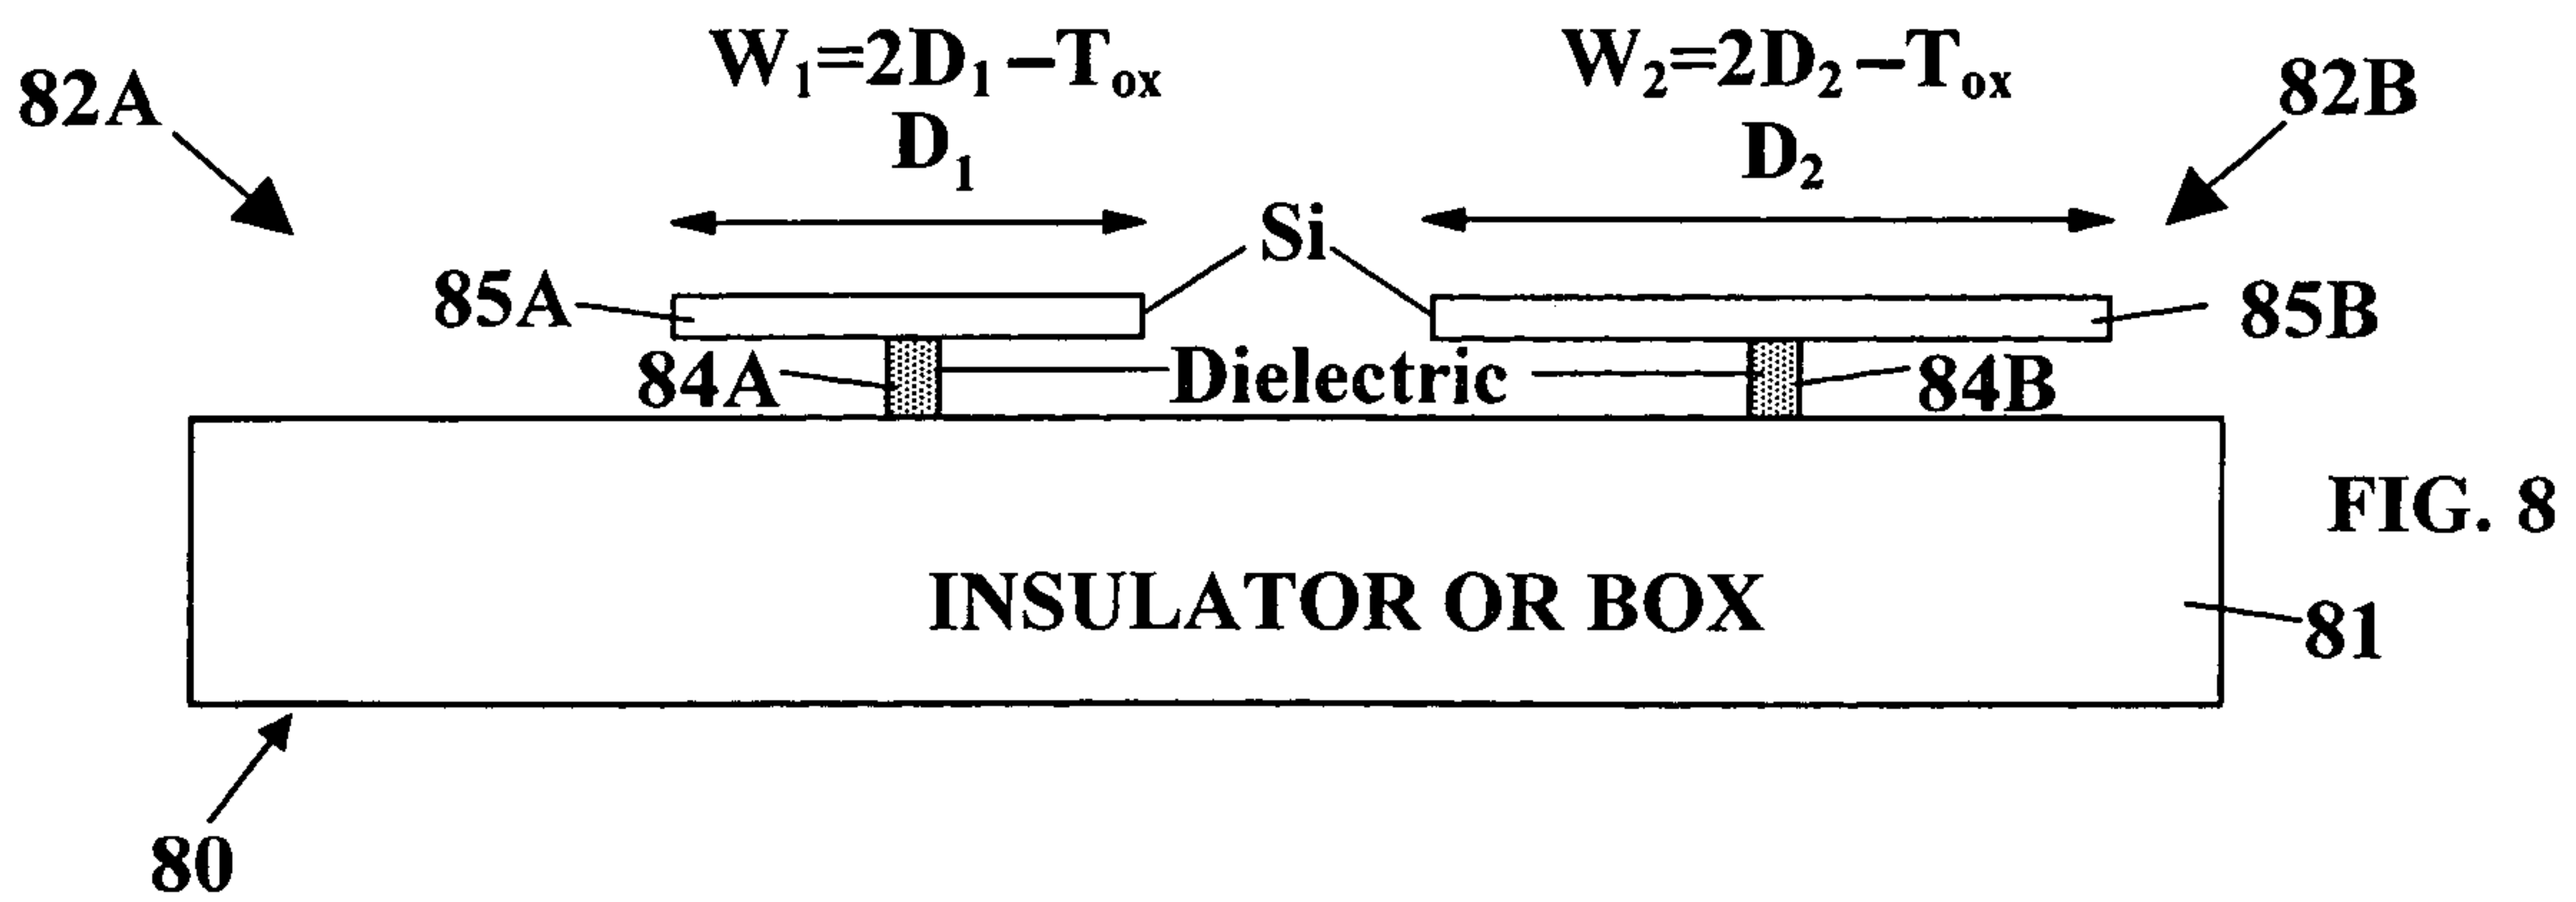 W₁=2D₁−Tₒₓ
W₂=2D₂−Tₒₓ
82A
82B
D₁
D₂
Si
85A
85B
84A
Dielectric
84B
FIG. 8
INSULATOR OR BOX
81
80